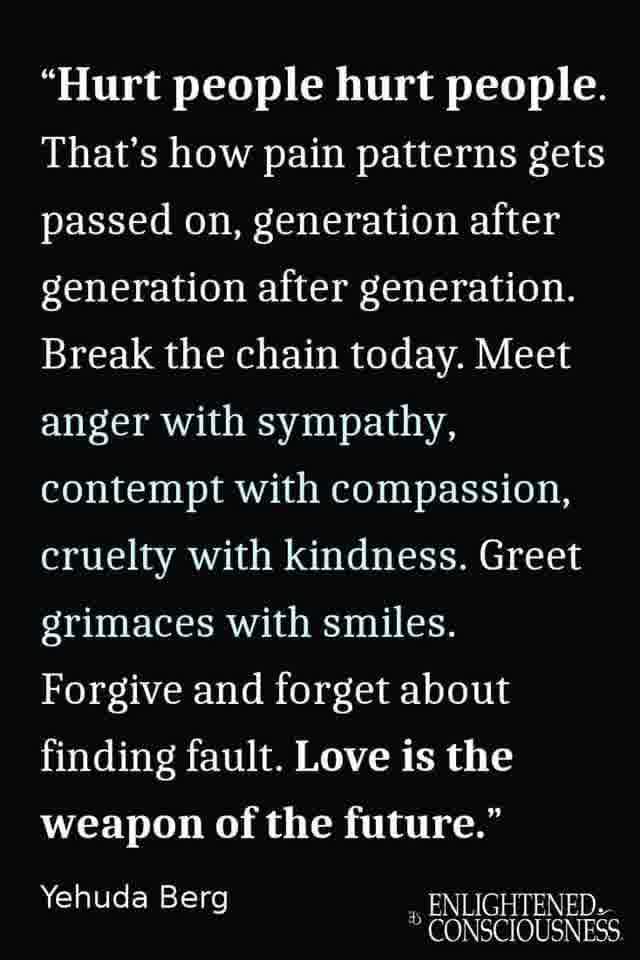 “Hurt people hurt people.
That’s how pain patterns gets
passed on, generation after
generation after generation.
Break the chain today. Meet
anger with sympathy,
contempt with compassion,
cruelty with kindness. Greet
grimaces with smiles.
Forgive and forget about
finding fault. Love is the
weapon of the future.”
Yehuda Berg
ENLIGHTENED
CONSCIOUSNESS